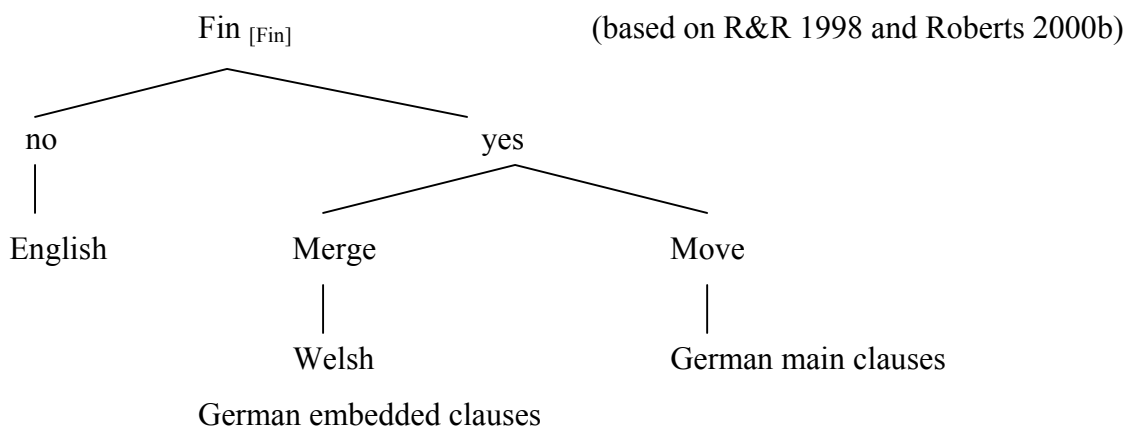 Fin [Fin] (based on R&R 1998 and Roberts 2000b)
no yes
English Merge Move
Welsh German main clauses
German embedded clauses